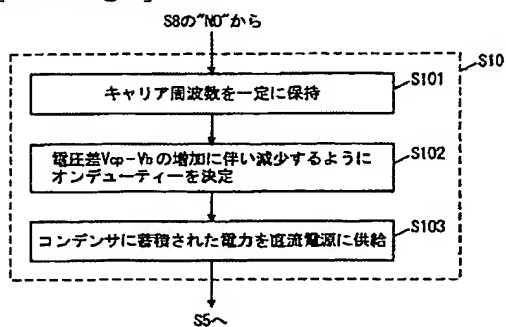 S8の"NO"から
S10
キャリア周波数を一定に保持
S101
電圧差Vcp-Vbの増加に伴い減少するように
オンデューティーを決定
S102
コンデンサに蓄積された電力を直流電源に供給
S103
S5へ